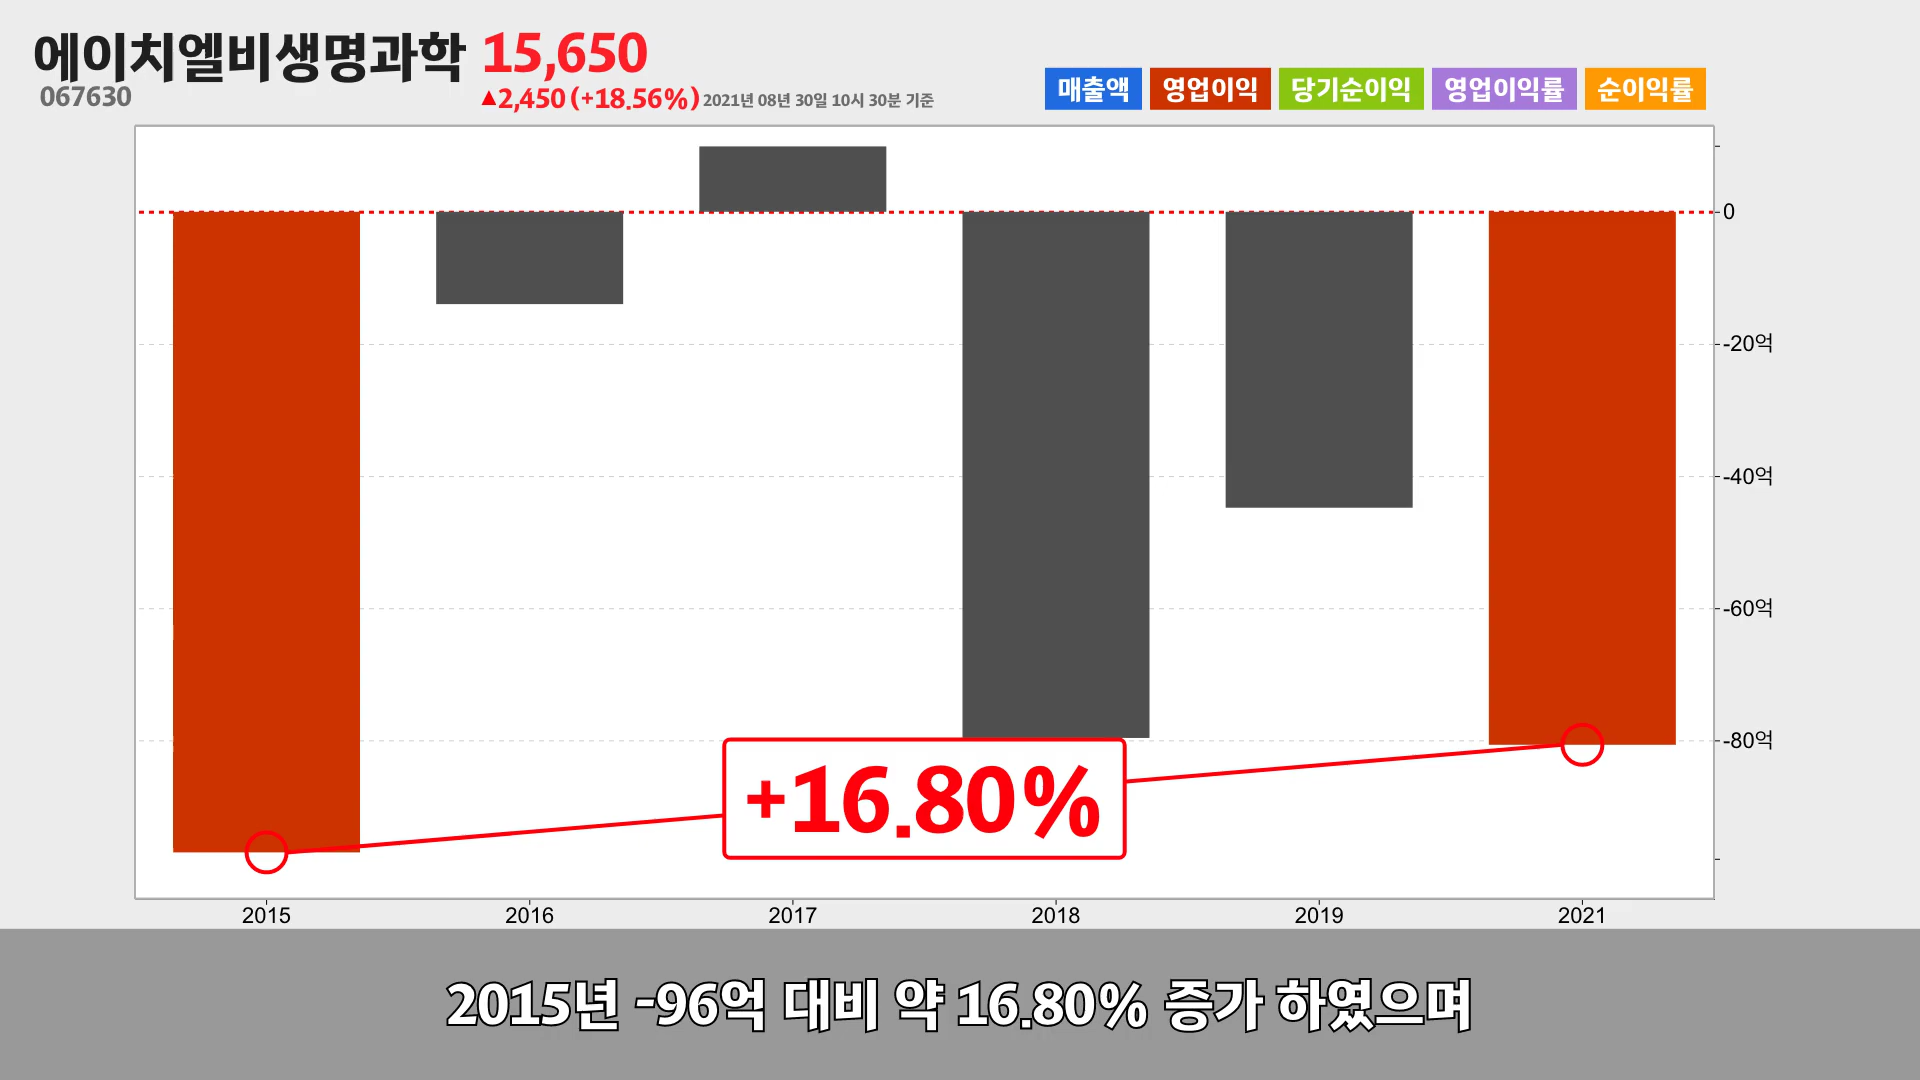 에이치엘비생명과학 15,650
067630
▲2,450 (+18.56%) 2021년 08년 30일 10시 30분 기준
매출액 영업이익 당기순이익 영업이익률 순이익률
0
-20억
-40억
-60억
-80억
+16.80%
2015 2016 2017 2018 2019 2021
2015년 -96억 대비 약 16.80% 증가 하였으며